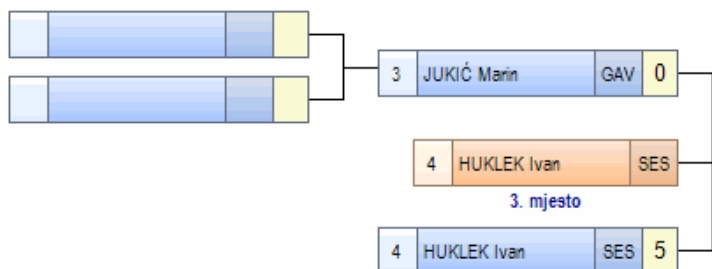 3 JUKIĆ Marin GAV 0
4 HUKLEK Ivan SES
3. mjesto
4 HUKLEK Ivan SES 5